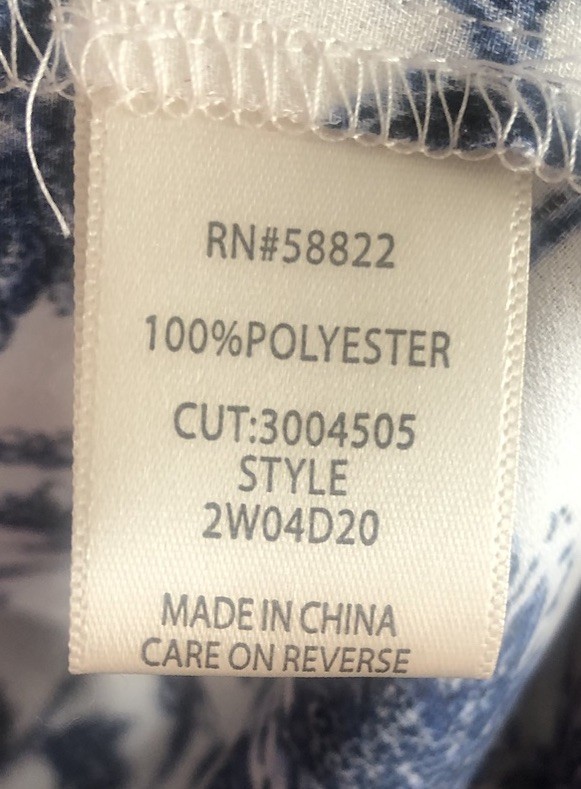 RN#58822
100%POLYESTER
CUT:3004505
STYLE
2W04D20
MADE IN CHINA
CARE ON REVERSE